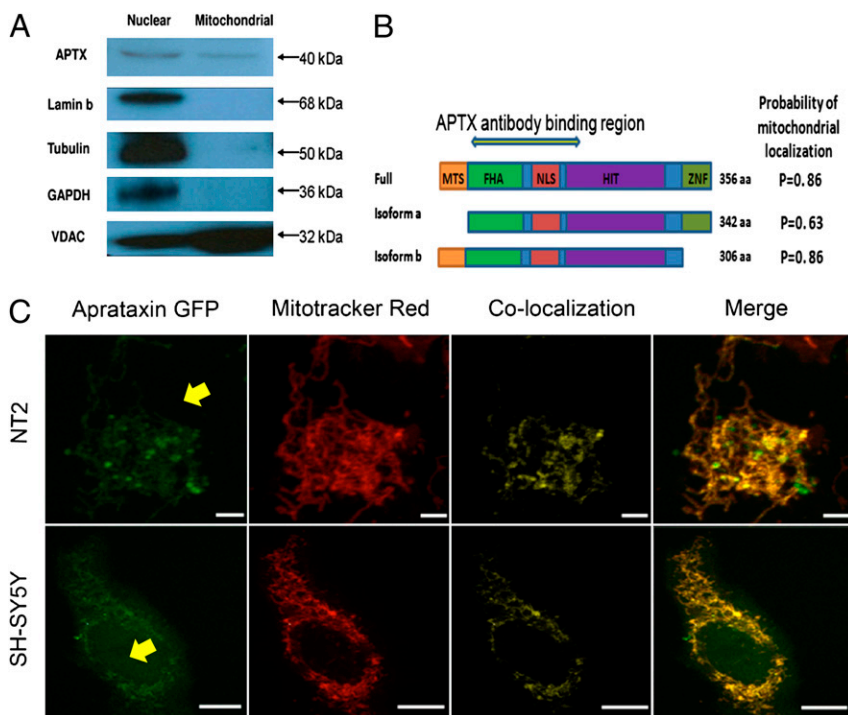 A
Nuclear Mitochondrial
APTX 40 kDa
Lamin b 68 kDa
Tubulin 50 kDa
GAPDH 36 kDa
VDAC 32 kDa
B
Probability of
mitochondrial
localization
APTX antibody binding region
Full MTS FHA NLS HIT ZNF 356 aa P=0.86
Isoform a 342 aa P=0.63
Isoform b 306 aa P=0.86
C
Aprataxin GFP Mitotracker Red Co-localization Merge
NT2
SH-SY5Y